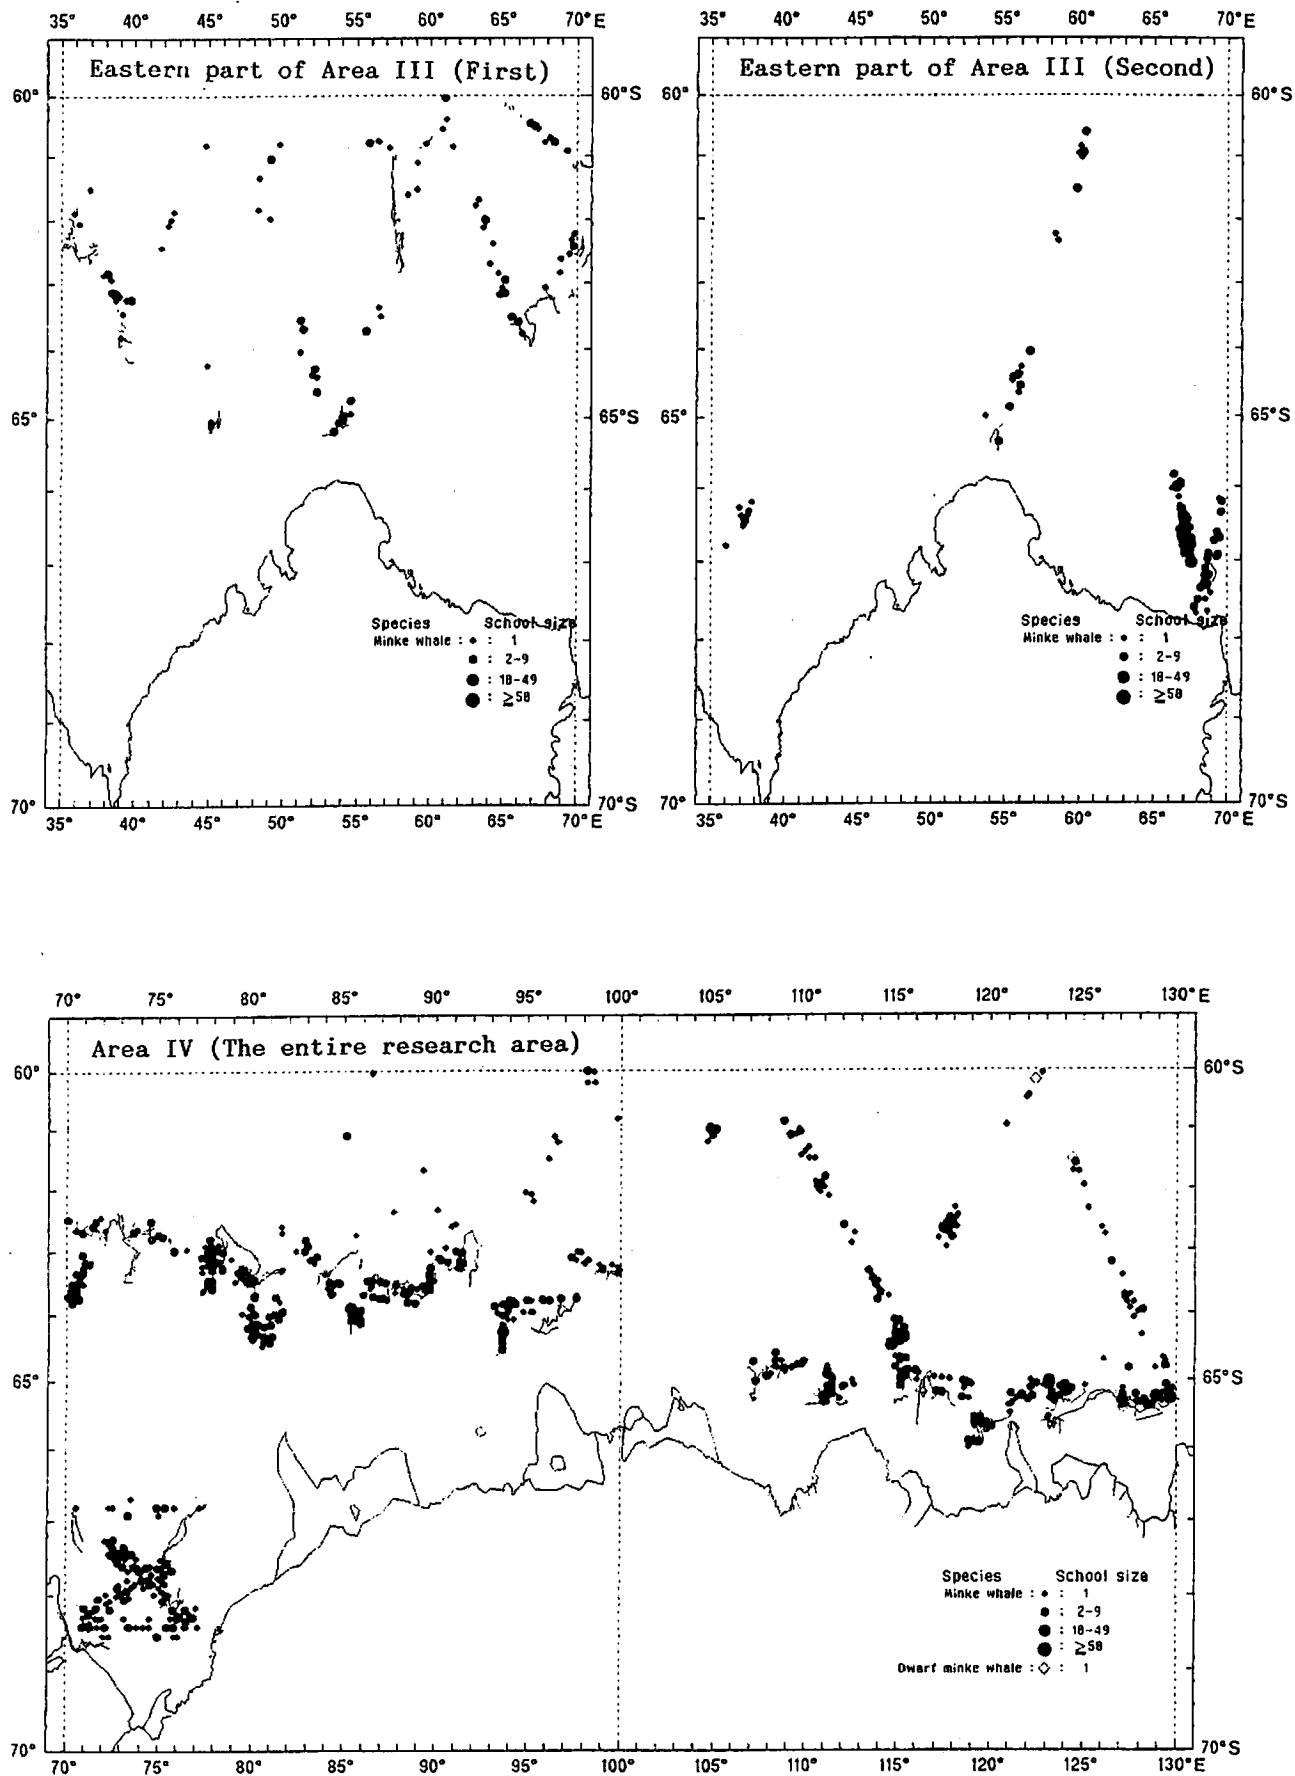 35° 40° 45° 50° 55° 60° 65° 70°E
Eastern part of Area III (First)
60° 60°S
65° 65°S
Species School size
Minke whale : : 1
: 2-9
: 10-49
: ≥50
70° 70°S
35° 40° 45° 50° 55° 60° 65° 70°E
35° 40° 45° 50° 55° 60° 65° 70°E
Eastern part of Area III (Second)
60° 60°S
65° 65°S
Species School size
Minke whale : : 1
: 2-9
: 10-49
: ≥50
70° 70°S
35° 40° 45° 50° 55° 60° 65° 70°E
70° 75° 80° 85° 90° 95° 100° 105° 110° 115° 120° 125° 130°E
Area IV (The entire research area)
60° 60°S
65° 65°S
Species School size
Minke whale : : 1
: 2-9
: 10-49
: ≥50
Dwarf minke whale : ◇ : 1
70° 70°S
70° 75° 80° 85° 90° 95° 100° 105° 110° 115° 120° 125° 130°E